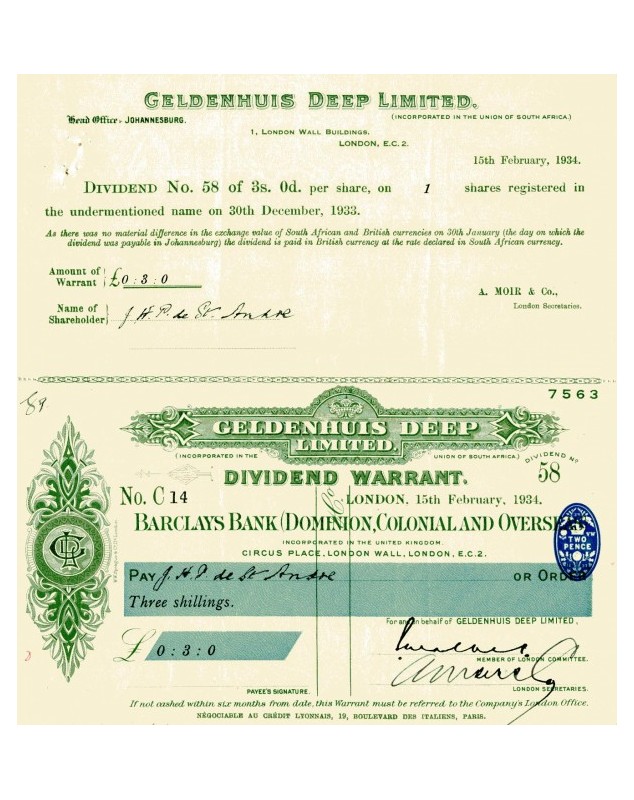 GELDENHUIS DEEP LIMITED.
Head Office, JOHANNESBURG. (INCORPORATED IN THE UNION OF SOUTH AFRICA.)
1, LONDON WALL BUILDINGS.
LONDON, E.C. 2.
15th February, 1934.
DIVIDEND No. 58 of 3s. 0d. per share, on 1 shares registered in
the undermentioned name on 30th December, 1933.
As there was no material difference in the exchange value of South African and British currencies on 30th January (the day on which the
dividend was payable in Johannesburg) the dividend is paid in British currency at the rate declared in South African currency.
Amount of
Warrant £0:3:0
A. MOIR & Co.,
London Secretaries.
Name of
Shareholder J. H. P. de St. Andre
89
7563
GELDENHUIS DEEP
LIMITED.
(INCORPORATED IN THE UNION OF SOUTH AFRICA.)
DIVIDEND No
58
DIVIDEND WARRANT.
No. C 14 LONDON, 15th February, 1934.
BARCLAYS BANK (DOMINION, COLONIAL AND OVERSEAS)
INCORPORATED IN THE UNITED KINGDOM.
CIRCUS PLACE, LONDON WALL, LONDON, E.C. 2.
TWO
PENCE
GDL
PAY J. H. P. de St. Andre OR ORDER
Three shillings.
For and on behalf of GELDENHUIS DEEP LIMITED,
£ 0:3:0
MEMBER OF LONDON COMMITTEE.
LONDON SECRETARIES.
PAYEE'S SIGNATURE.
If not cashed within six months from date, this Warrant must be referred to the Company's London Office.
NÉGOCIABLE AU CRÉDIT LYONNAIS, 19, BOULEVARD DES ITALIENS, PARIS.